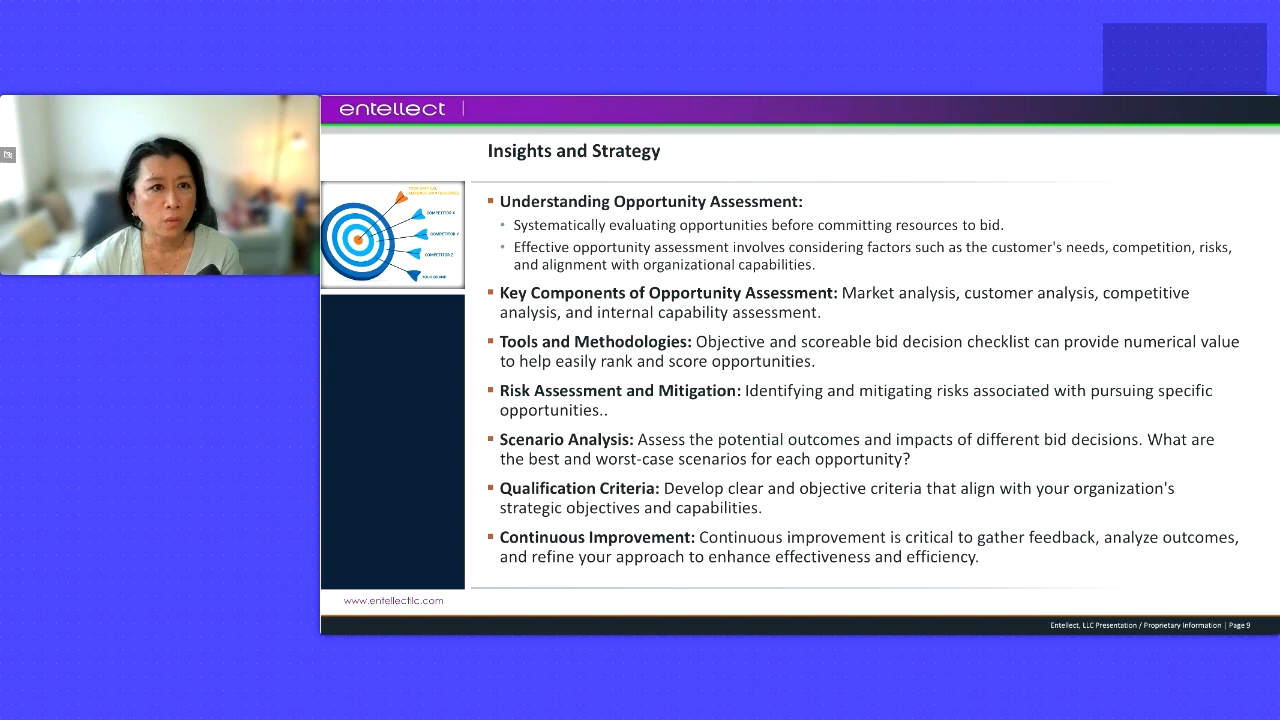 entellect
Insights and Strategy
COMPETITOR X
COMPETITOR Y
COMPETITOR Z
YOUR BRAND
Understanding Opportunity Assessment:
Systematically evaluating opportunities before committing resources to bid.
Effective opportunity assessment involves considering factors such as the customer's needs, competition, risks,
and alignment with organizational capabilities.
Key Components of Opportunity Assessment: Market analysis, customer analysis, competitive
analysis, and internal capability assessment.
Tools and Methodologies: Objective and scoreable bid decision checklist can provide numerical value
to help easily rank and score opportunities.
Risk Assessment and Mitigation: Identifying and mitigating risks associated with pursuing specific
opportunities..
Scenario Analysis: Assess the potential outcomes and impacts of different bid decisions. What are
the best and worst-case scenarios for each opportunity?
Qualification Criteria: Develop clear and objective criteria that align with your organization's
strategic objectives and capabilities.
Continuous Improvement: Continuous improvement is critical to gather feedback, analyze outcomes,
and refine your approach to enhance effectiveness and efficiency.
www.entellectllc.com
Entellect, LLC Presentation / Proprietary Information | Page 9